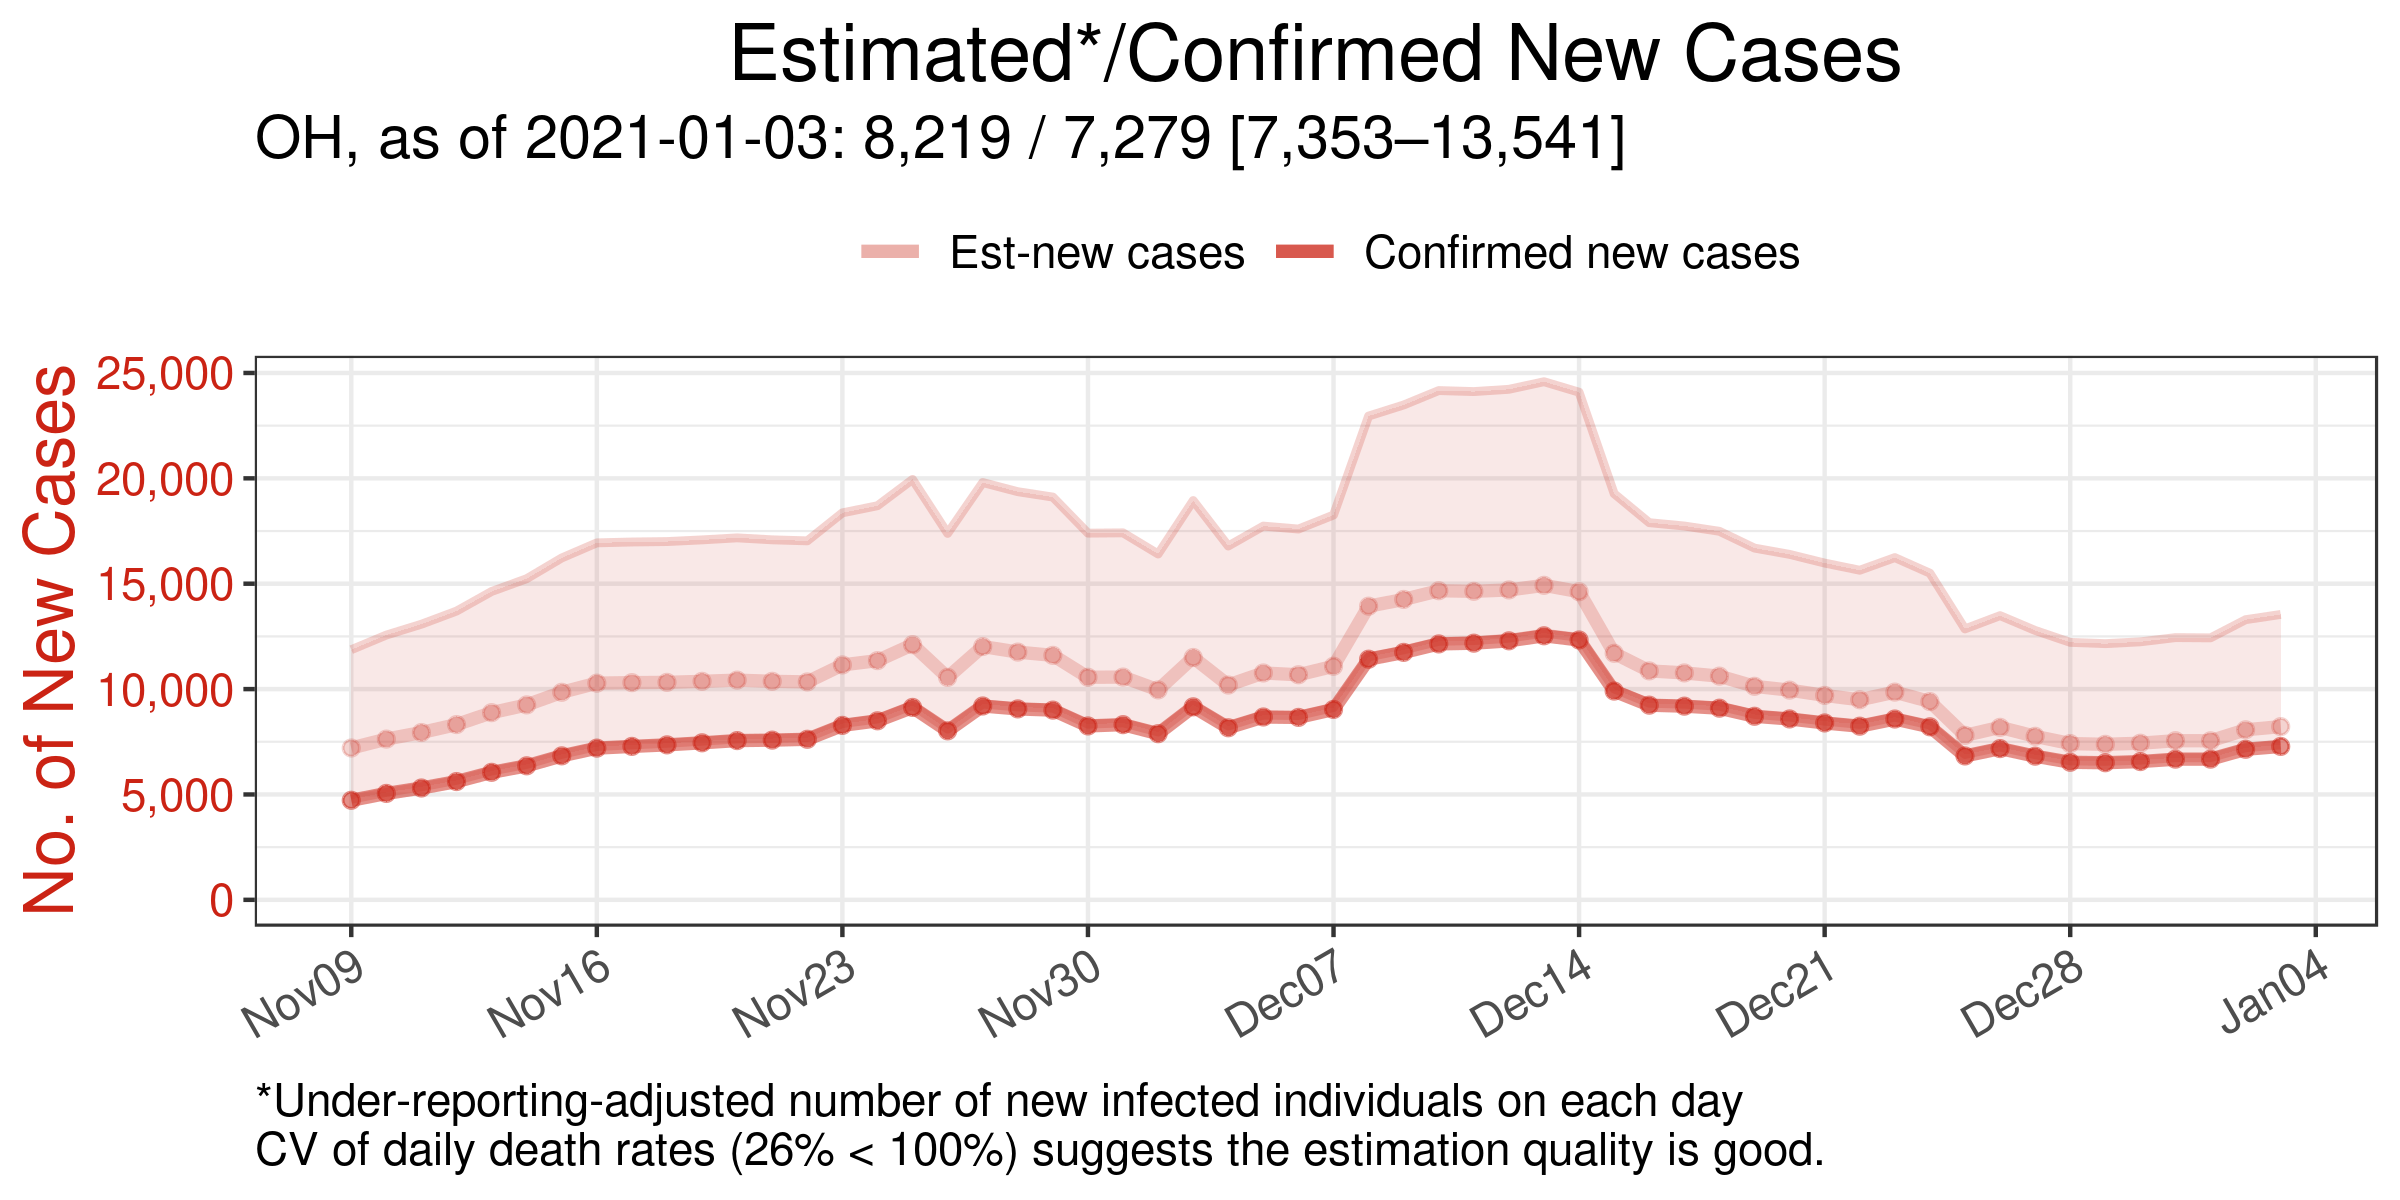 Estimated*/Confirmed New Cases
OH, as of 2021-01-03: 8,219 / 7,279 [7,353–13,541]
Est-new cases Confirmed new cases
No. of New Cases
25,000
20,000
15,000
10,000
5,000
0
Nov09 Nov16 Nov23 Nov30 Dec07 Dec14 Dec21 Dec28 Jan04
*Under-reporting-adjusted number of new infected individuals on each day
CV of daily death rates (26% < 100%) suggests the estimation quality is good.